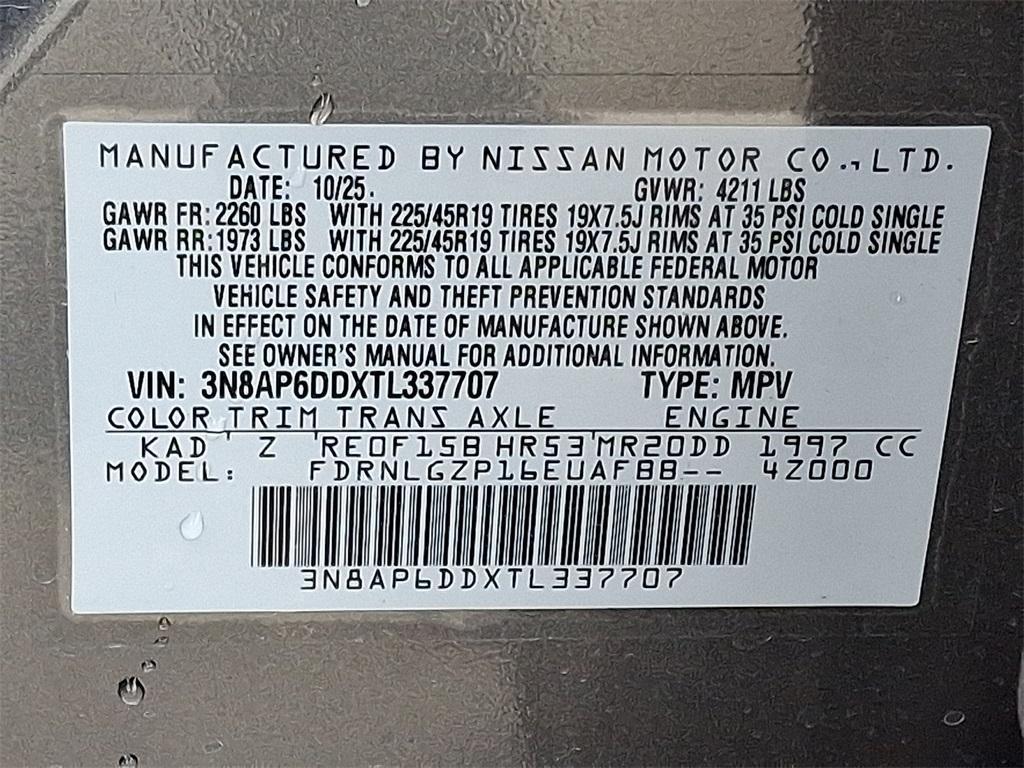 MANUFACTURED BY NISSAN MOTOR CO., LTD.
DATE: 10/25. GVWR: 4211 LBS
GAWR FR: 2260 LBS WITH 225/45R19 TIRES 19X7.5J RIMS AT 35 PSI COLD SINGLE
GAWR RR: 1973 LBS WITH 225/45R19 TIRES 19X7.5J RIMS AT 35 PSI COLD SINGLE
THIS VEHICLE CONFORMS TO ALL APPLICABLE FEDERAL MOTOR
VEHICLE SAFETY AND THEFT PREVENTION STANDARDS
IN EFFECT ON THE DATE OF MANUFACTURE SHOWN ABOVE.
SEE OWNER'S MANUAL FOR ADDITIONAL INFORMATION.
VIN: 3N8AP6DDXTL337707 TYPE: MPV
COLOR TRIM TRANS AXLE ENGINE
KAD ' Z 'RE0F15B HR53'MR20DD 1997 CC
MODEL: FDRNLGZP16EUAFBB-- 4Z000
3N8AP6DDXTL337707